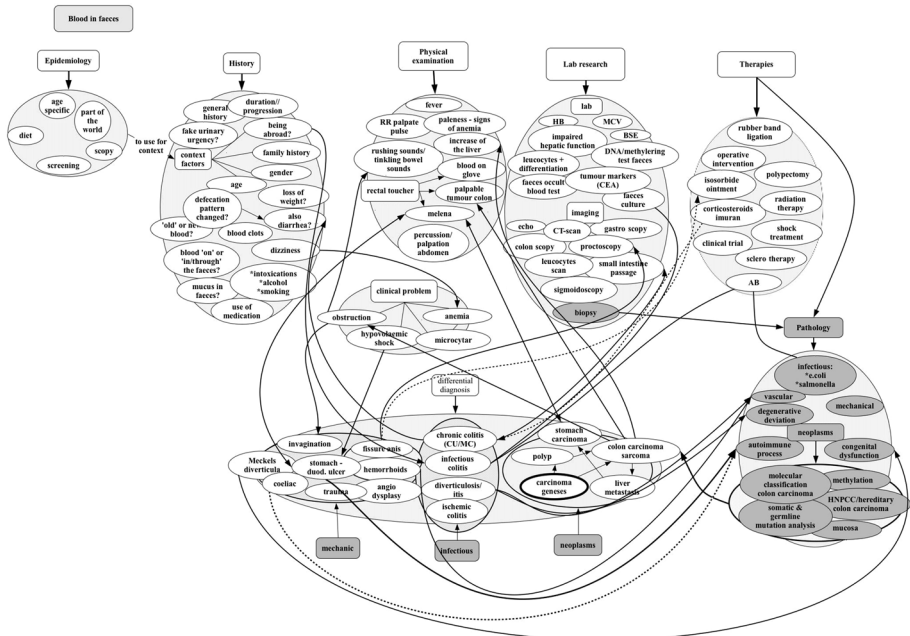 Blood in faeces
Epidemiology
age
specific
part of
the world
diet
scopy
screening
to use for
context
History
general
history
duration//
progression
fake urinary
urgency?
being
abroad?
context
factors
family history
gender
age
defecation
pattern
changed?
loss of
weight?
also
diarrhea?
'old' or new
blood?
blood clots
dizziness
blood 'on' or
'in/through'
the faeces?
*intoxications
*alcohol
*smoking
mucus in
faeces?
use of
medication
Physical
examination
fever
RR palpate
pulse
paleness - signs
of anemia
rushing sounds/
tinkling bowel
sounds
increase of
the liver
blood on
glove
rectal toucher
palpable
tumour colon
melena
percussion/
palpation
abdomen
clinical problem
obstruction
anemia
hypovolaemic
shock
microcytar
Lab research
lab
HB
MCV
BSE
impaired
hepatic function
DNA/methylering
test faeces
leucocytes +
differentiation
tumour markers
(CEA)
faeces occult
blood test
faeces
culture
imaging
echo
CT-scan
gastro scopy
colon scopy
proctoscopy
leucocytes
scan
small intestine
passage
sigmoidoscopy
biopsy
Therapies
rubber band
ligation
operative
intervention
polypectomy
isosorbide
ointment
radiation
therapy
corticosteroids
imuran
shock
treatment
clinical trial
sclero therapy
AB
Pathology
infectious:
*e.coli
*salmonella
vascular
mechanical
degenerative
deviation
neoplasms
autoimmune
process
congenital
dysfunction
molecular
classification
colon carcinoma
methylation
HNPCC/hereditary
colon carcinoma
somatic &
germline
mutation analysis
mucosa
differential
diagnosis
invagination
fissure anis
Meckels
diverticula
stomach -
duod. ulcer
hemorrhoids
coeliac
trauma
angio
dysplasy
chronic colitis
(CU/MC)
infectious
colitis
diverticulosis/
itis
ischemic
colitis
stomach
carcinoma
colon carcinoma
sarcoma
polyp
carcinoma
geneses
liver
metastasis
mechanic
infectious
neoplasms